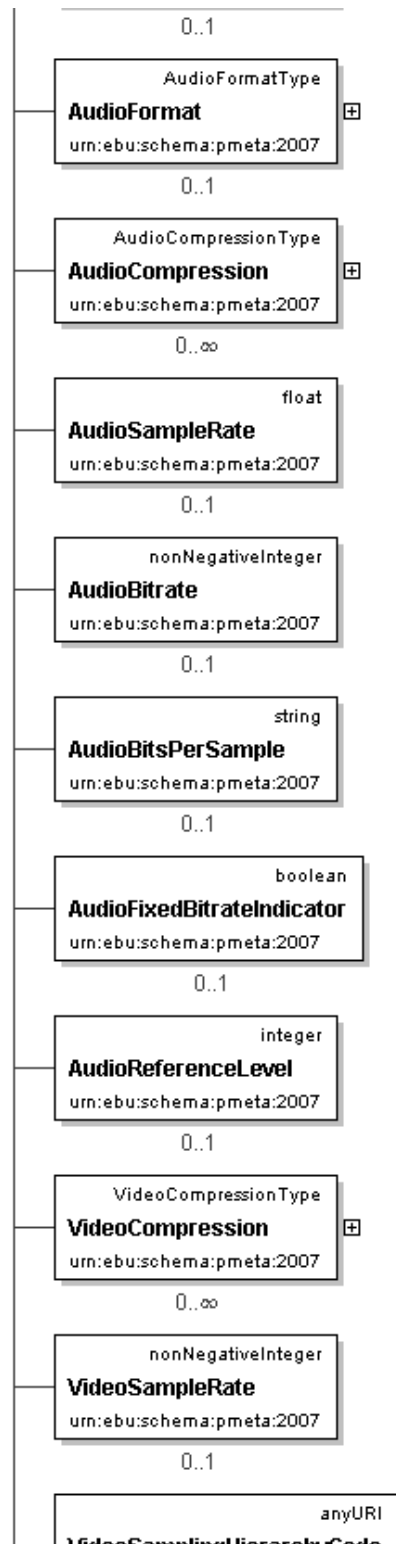 0..1
AudioFormatType
AudioFormat
urn:ebu:schema:pmeta:2007
0..1
AudioCompressionType
AudioCompression
urn:ebu:schema:pmeta:2007
0..∞
float
AudioSampleRate
urn:ebu:schema:pmeta:2007
0..1
nonNegativeInteger
AudioBitrate
urn:ebu:schema:pmeta:2007
0..1
string
AudioBitsPerSample
urn:ebu:schema:pmeta:2007
0..1
boolean
AudioFixedBitrateIndicator
urn:ebu:schema:pmeta:2007
0..1
integer
AudioReferenceLevel
urn:ebu:schema:pmeta:2007
0..1
VideoCompressionType
VideoCompression
urn:ebu:schema:pmeta:2007
0..∞
nonNegativeInteger
VideoSampleRate
urn:ebu:schema:pmeta:2007
0..1
anyURI
VideoSamplingHierarchyCode